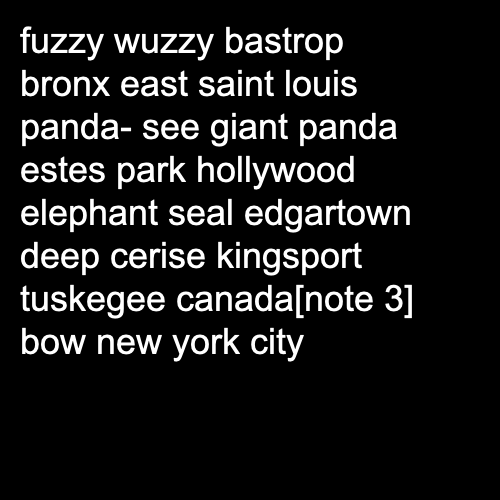 fuzzy wuzzy bastrop
bronx east saint louis
panda- see giant panda
estes park hollywood
elephant seal edgartown
deep cerise kingsport
tuskegee canada[note 3]
bow new york city